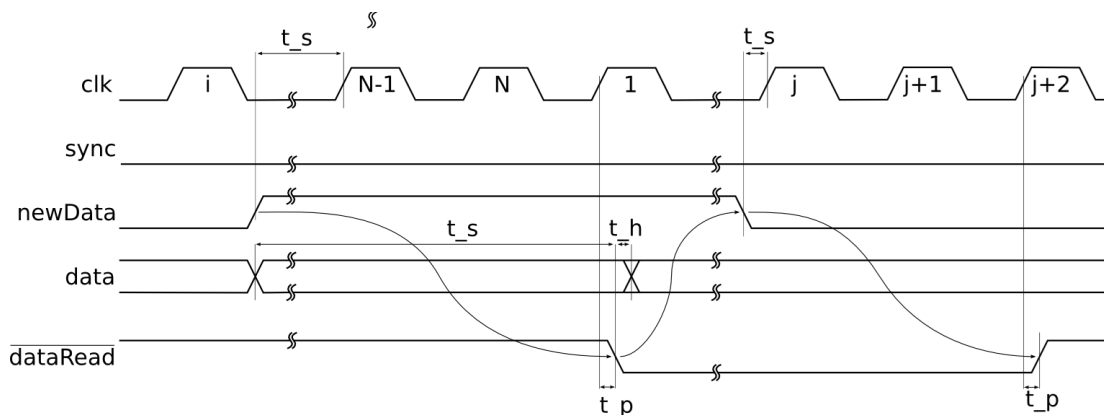 t_s
t_s
clk i N-1 N 1 j j+1 j+2
sync
newData
t_s t_h
data
dataRead
t_p t_p